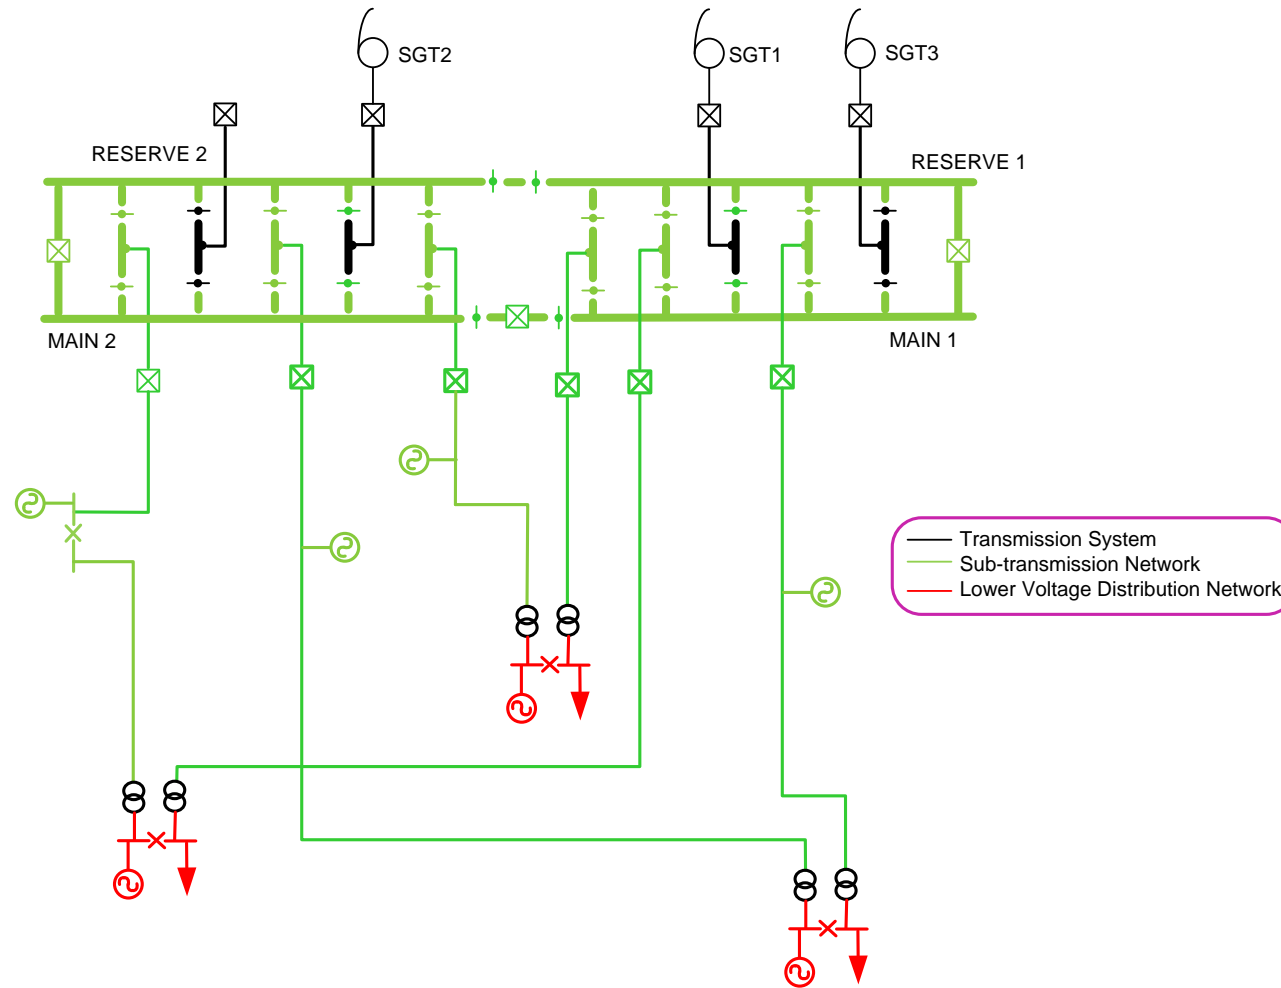 SGT2
SGT1
SGT3
RESERVE 2
RESERVE 1
MAIN 2
MAIN 1
Transmission System
Sub-transmission Network
Lower Voltage Distribution Network